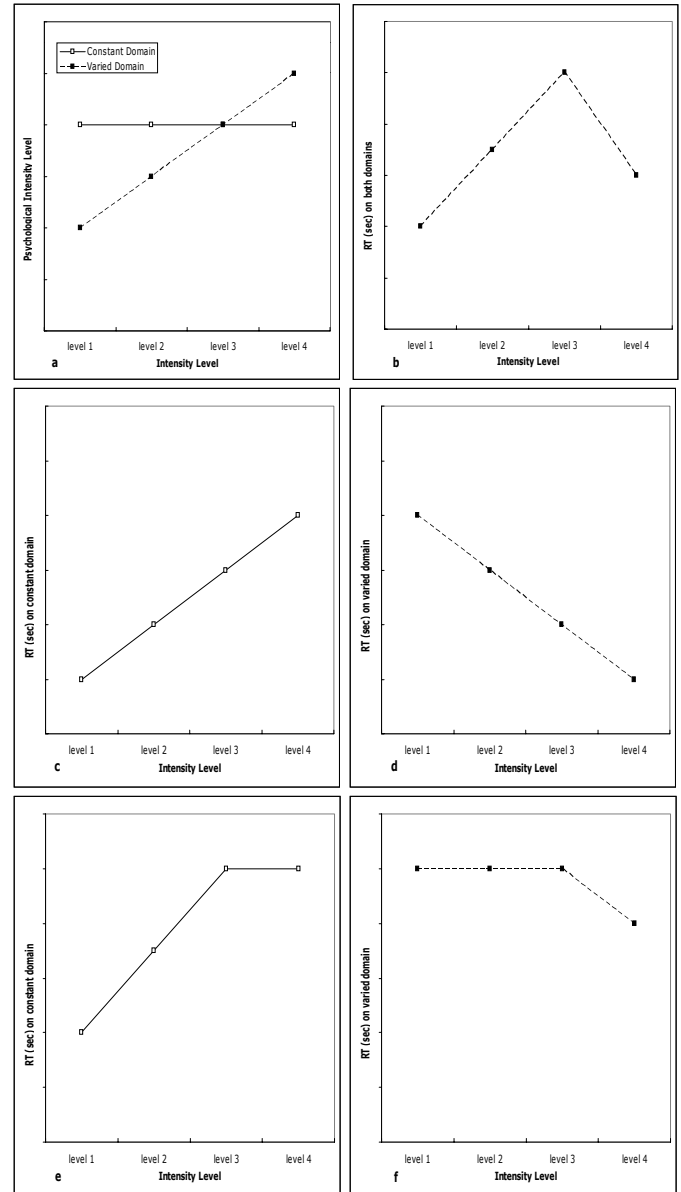 Constant Domain
Varied Domain
Psychological Intensity Level
level 1 level 2 level 3 level 4
a Intensity Level
RT (sec) on both domains
level 1 level 2 level 3 level 4
b Intensity Level
RT (sec) on constant domain
level 1 level 2 level 3 level 4
c Intensity Level
RT (sec) on varied domain
level 1 level 2 level 3 level 4
d Intensity Level
RT (sec) on constant domain
level 1 level 2 level 3 level 4
e Intensity Level
RT (sec) on varied domain
level 1 level 2 level 3 level 4
f Intensity Level